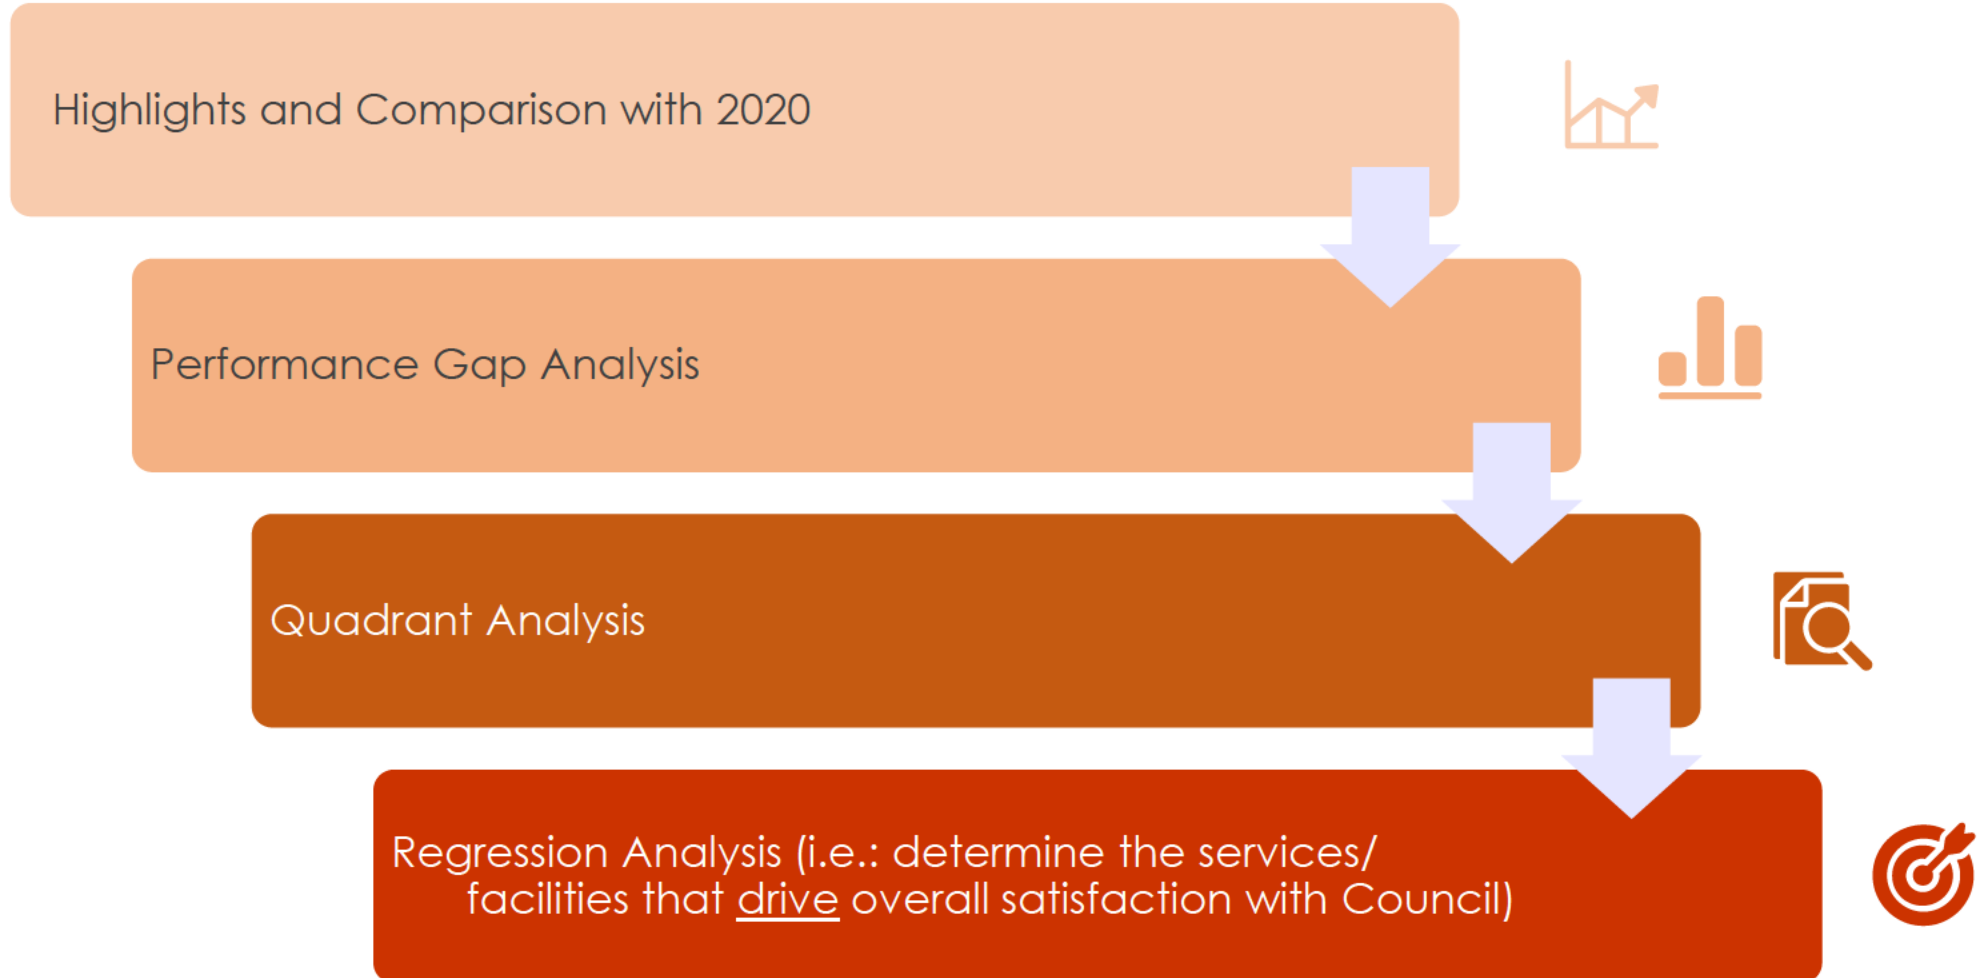 Highlights and Comparison with 2020
Performance Gap Analysis
Quadrant Analysis
Regression Analysis (i.e.: determine the services/
facilities that drive overall satisfaction with Council)